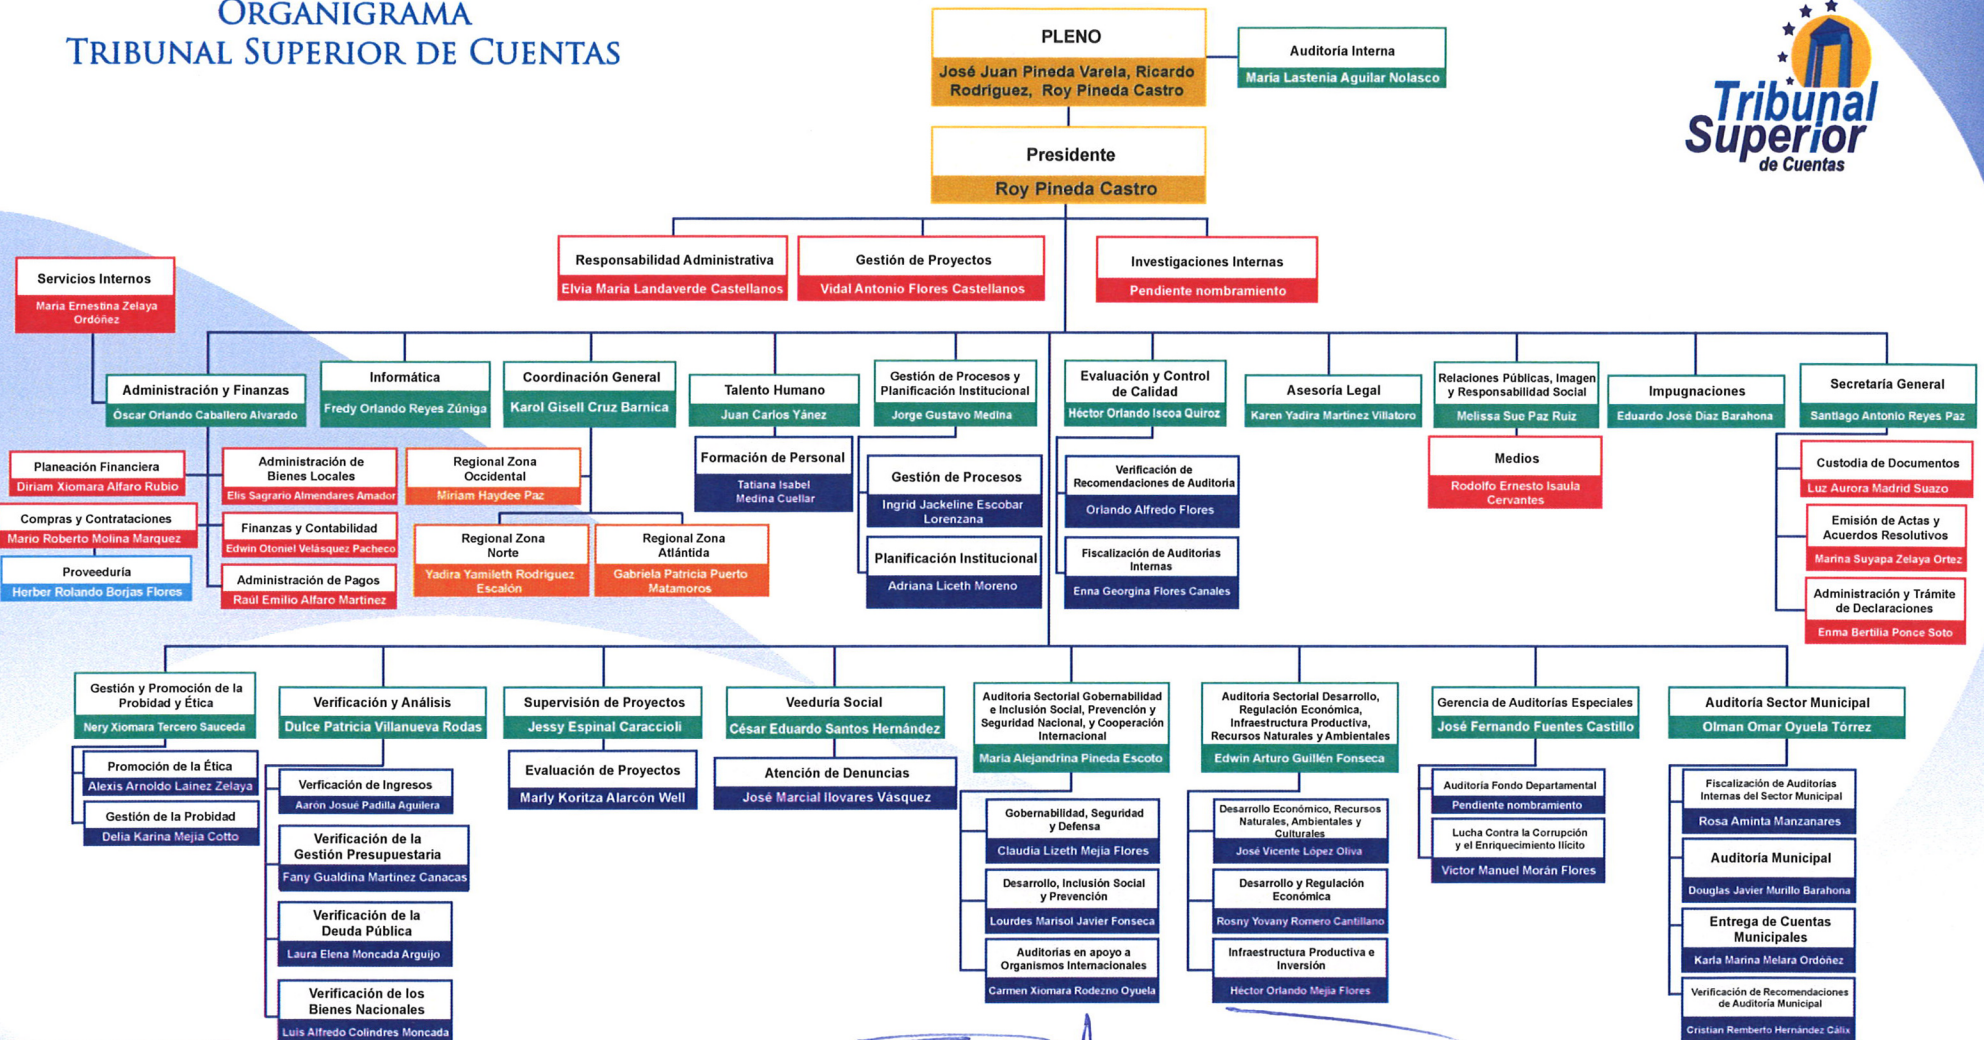 ORGANIGRAMA
TRIBUNAL SUPERIOR DE CUENTAS
PLENO
José Juan Pineda Varela, Ricardo
Rodríguez, Roy Pineda Castro
Auditoría Interna
María Lastenia Aguilar Nolasco
Tribunal
Superior
de Cuentas
Presidente
Roy Pineda Castro
Responsabilidad Administrativa
Elvia María Landaverde Castellanos
Gestión de Proyectos
Vidal Antonio Flores Castellanos
Investigaciones Internas
Pendiente nombramiento
Servicios Internos
María Ernestina Zelaya
Ordóñez
Administración y Finanzas
Óscar Orlando Caballero Alvarado
Informática
Fredy Orlando Reyes Zúniga
Coordinación General
Karol Gisell Cruz Barnica
Talento Humano
Juan Carlos Yánez
Gestión de Procesos y
Planificación Institucional
Jorge Gustavo Medina
Evaluación y Control
de Calidad
Héctor Orlando Iscoa Quiroz
Asesoría Legal
Karen Yadira Martínez Villatoro
Relaciones Públicas, Imagen
y Responsabilidad Social
Melissa Sue Paz Ruiz
Impugnaciones
Eduardo José Díaz Barahona
Secretaría General
Santiago Antonio Reyes Paz
Planeación Financiera
Diriam Xiomara Alfaro Rubio
Compras y Contrataciones
Mario Roberto Molina Marquez
Proveeduría
Herber Rolando Borjas Flores
Administración de
Bienes Locales
Elis Sagrario Almendares Amador
Finanzas y Contabilidad
Edwin Otoniel Velásquez Pacheco
Administración de Pagos
Raúl Emilio Alfaro Martínez
Regional Zona
Occidental
Miriam Haydee Paz
Regional Zona
Norte
Yadira Yamileth Rodríguez
Escalón
Regional Zona
Atlántida
Gabriela Patricia Puerto
Matamoros
Formación de Personal
Tatiana Isabel
Medina Cuellar
Gestión de Procesos
Ingrid Jackeline Escobar
Lorenzana
Planificación Institucional
Adriana Liceth Moreno
Verificación de
Recomendaciones de Auditoria
Orlando Alfredo Flores
Fiscalización de Auditorias
Internas
Enna Georgina Flores Canales
Medios
Rodolfo Ernesto Isaula
Cervantes
Custodia de Documentos
Luz Aurora Madrid Suazo
Emisión de Actas y
Acuerdos Resolutivos
Marina Suyapa Zelaya Ortez
Administración y Trámite
de Declaraciones
Enma Bertilia Ponce Soto
Gestión y Promoción de la
Probidad y Ética
Nery Xiomara Tercero Sauceda
Promoción de la Ética
Alexis Arnoldo Lainez Zelaya
Gestión de la Probidad
Delia Karina Mejía Cotto
Verificación y Análisis
Dulce Patricia Villanueva Rodas
Verficación de Ingresos
Aarón Josué Padilla Aguilera
Verificación de la
Gestión Presupuestaria
Fany Gualdina Martínez Canacas
Verificación de la
Deuda Pública
Laura Elena Moncada Arguijo
Verificación de los
Bienes Nacionales
Luis Alfredo Colindres Moncada
Supervisión de Proyectos
Jessy Espinal Caraccioli
Evaluación de Proyectos
Marly Koritza Alarcón Well
Veeduría Social
César Eduardo Santos Hernández
Atención de Denuncias
José Marcial Ilovares Vásquez
Auditoria Sectorial Gobernabilidad
e Inclusión Social, Prevención y
Seguridad Nacional, y Cooperación
Internacional
María Alejandrina Pineda Escoto
Gobernabilidad, Seguridad
y Defensa
Claudia Lizeth Mejía Flores
Desarrollo, Inclusión Social
y Prevención
Lourdes Marisol Javier Fonseca
Auditorías en apoyo a
Organismos Internacionales
Carmen Xiomara Rodezno Oyuela
Auditoria Sectorial Desarrollo,
Regulación Económica,
Infraestructura Productiva,
Recursos Naturales y Ambientales
Edwin Arturo Guillén Fonseca
Desarrollo Económico, Recursos
Naturales, Ambientales y
Culturales
José Vicente López Oliva
Desarrollo y Regulación
Económica
Rosny Yovany Romero Cantillano
Infraestructura Productiva e
Inversión
Héctor Orlando Mejía Flores
Gerencia de Auditorías Especiales
José Fernando Fuentes Castillo
Auditoría Fondo Departamental
Pendiente nombramiento
Lucha Contra la Corrupción
y el Enriquecimiento Ilícito
Victor Manuel Morán Flores
Auditoría Sector Municipal
Olman Omar Oyuela Tórrez
Fiscalización de Auditorías
Internas del Sector Municipal
Rosa Aminta Manzanares
Auditoría Municipal
Douglas Javier Murillo Barahona
Entrega de Cuentas
Municipales
Karla Marina Melara Ordóñez
Verificación de Recomendaciones
de Auditoría Municipal
Cristian Remberto Hernández Cálix